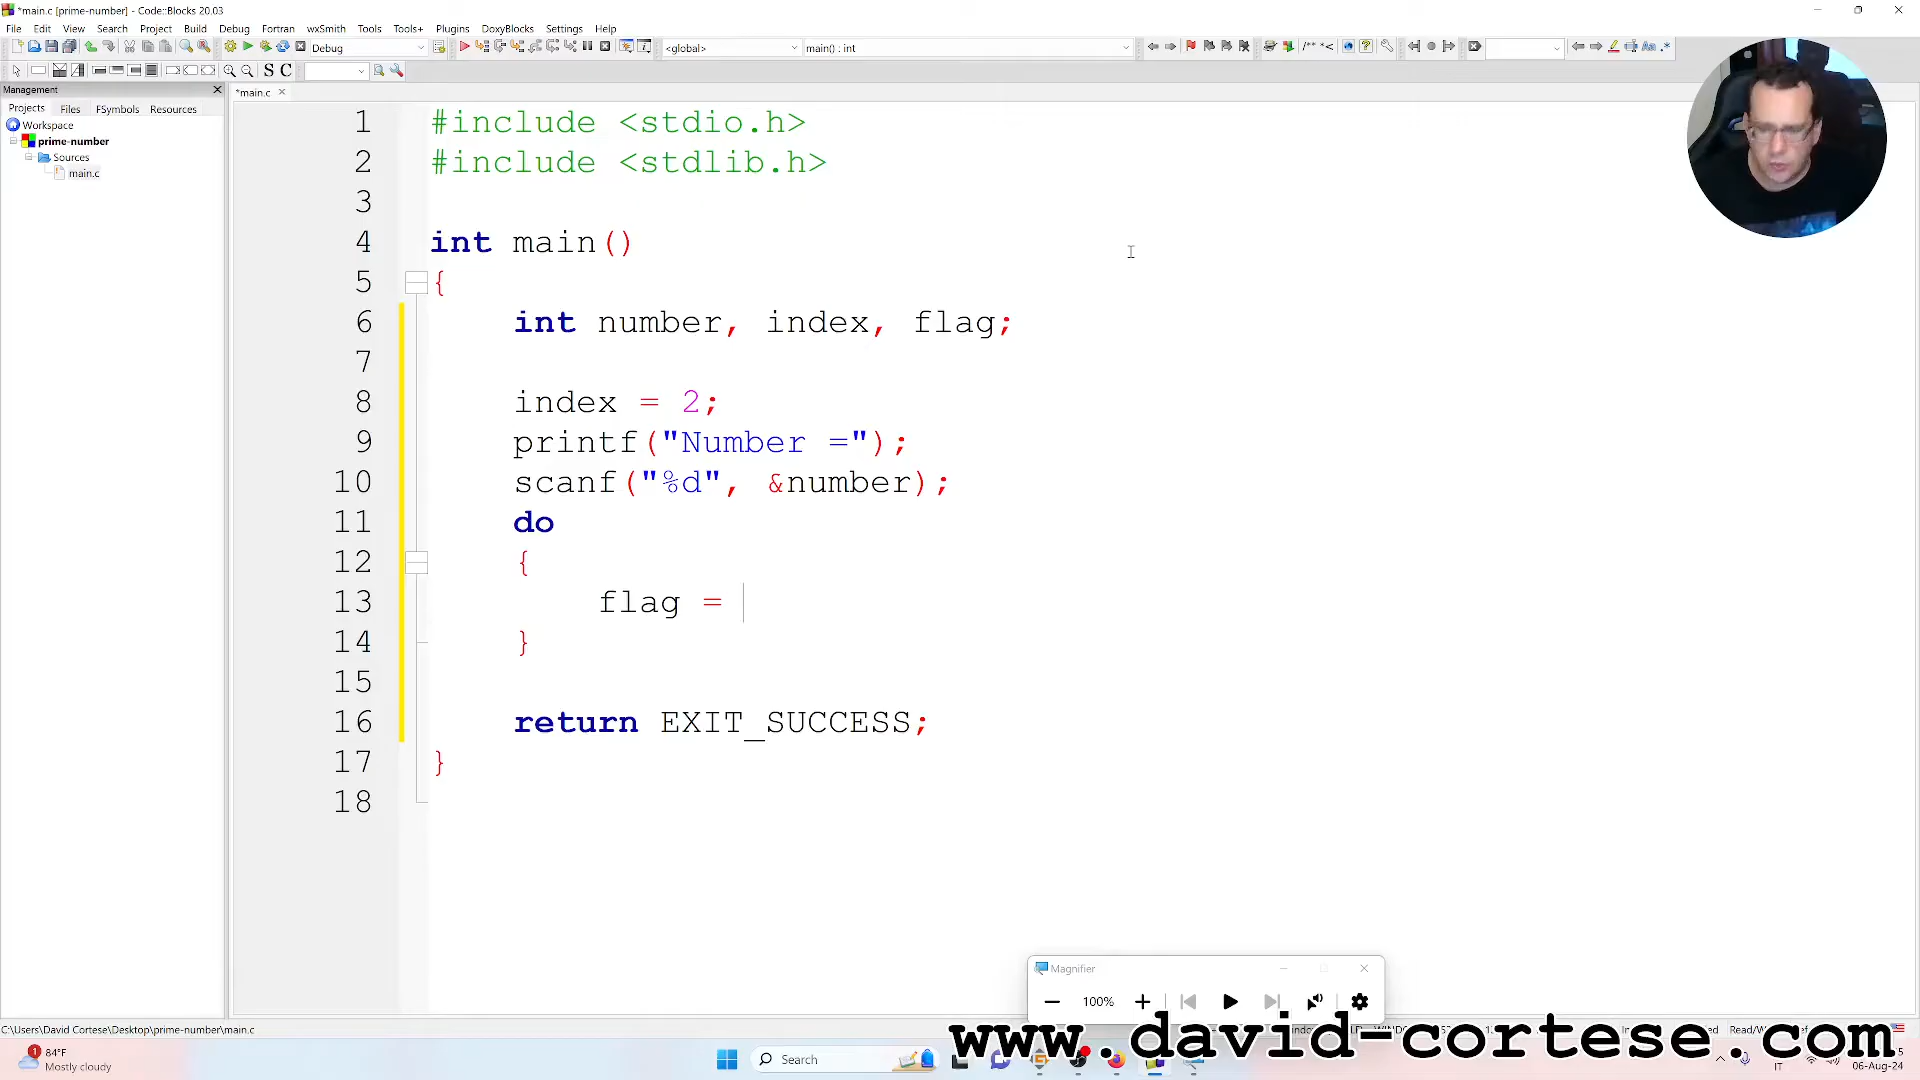 *main.c [prime-number] - Code::Blocks 20.03
File Edit View Search Project Build Debug Fortran wxSmith Tools Tools+ Plugins DoxyBlocks Settings Help
Debug <global> main() : int
S C
Management
Projects Files FSymbols Resources
Workspace
prime-number
Sources
main.c
*main.c
1 #include <stdio.h>
2 #include <stdlib.h>
3
4 int main()
5 {
6 int number, index, flag;
7
8 index = 2;
9 printf("Number =");
10 scanf("%d", &number);
11 do
12 {
13 flag =
14 }
15
16 return EXIT_SUCCESS;
17 }
18
Magnifier
100%
C:\Users\David Cortese\Desktop\prime-number\main.c
www.david-cortese.com
1
84°F
Mostly cloudy
Search
IT
06-Aug-24